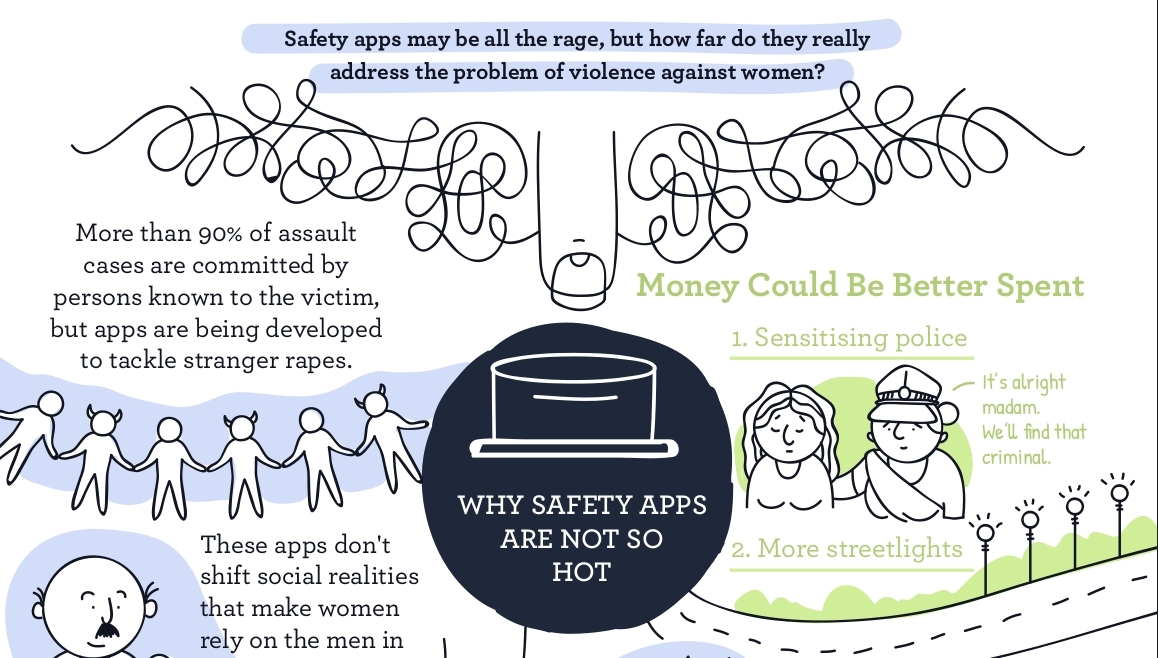 Safety apps may be all the rage, but how far do they really
address the problem of violence against women?
More than 90% of assault
cases are committed by
persons known to the victim,
but apps are being developed
to tackle stranger rapes.
These apps don't
shift social realities
that make women
rely on the men in
WHY SAFETY APPS
ARE NOT SO
HOT
Money Could Be Better Spent
1. Sensitising police
It's alright
madam.
We'll find that
criminal.
2. More streetlights